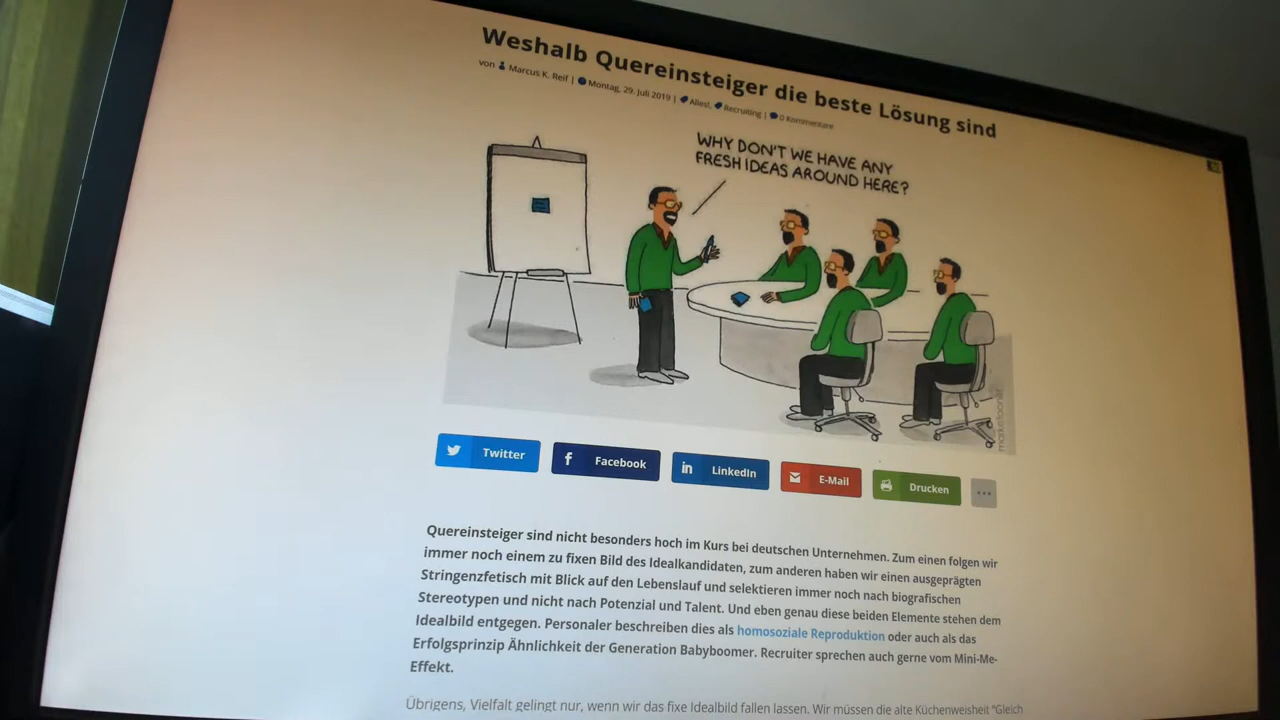 Weshalb Quereinsteiger die beste Lösung sind
von Marcus K. Reif | Montag, 29. Juli 2019 | Alles!, Recruiting | 0 Kommentare
WHY DON'T WE HAVE ANY
FRESH IDEAS AROUND HERE?
marketoonist
Twitter Facebook LinkedIn E-Mail Drucken
Quereinsteiger sind nicht besonders hoch im Kurs bei deutschen Unternehmen. Zum einen folgen wir
immer noch einem zu fixen Bild des Idealkandidaten, zum anderen haben wir einen ausgeprägten
Stringenzfetisch mit Blick auf den Lebenslauf und selektieren immer noch nach biografischen
Stereotypen und nicht nach Potenzial und Talent. Und eben genau diese beiden Elemente stehen dem
Idealbild entgegen. Personaler beschreiben dies als homosoziale Reproduktion oder auch als das
Erfolgsprinzip Ähnlichkeit der Generation Babyboomer. Recruiter sprechen auch gerne vom Mini-Me-
Effekt.
Übrigens, Vielfalt gelingt nur, wenn wir das fixe Idealbild fallen lassen. Wir müssen die alte Küchenweisheit "Gleich